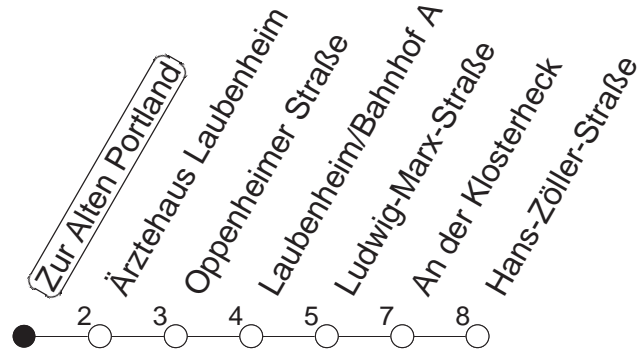 Zur Alten Portland
Ärztehaus Laubenheim
Oppenheimer Straße
Laubenheim/Bahnhof A
Ludwig-Marx-Straße
An der Klosterheck
Hans-Zöller-Straße
2 3 4 5 7 8